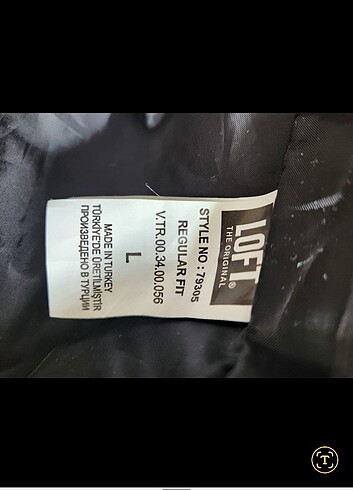 LOFT®
THE ORIGINAL
STYLE NO : 79305
REGULAR FIT
V.TR.00.34.00.056
L
MADE IN TURKEY
TÜRKİYE'DE ÜRETİLMİŞTİR
ПРОИЗВЕДЕНО В ТУРЦИИ
T